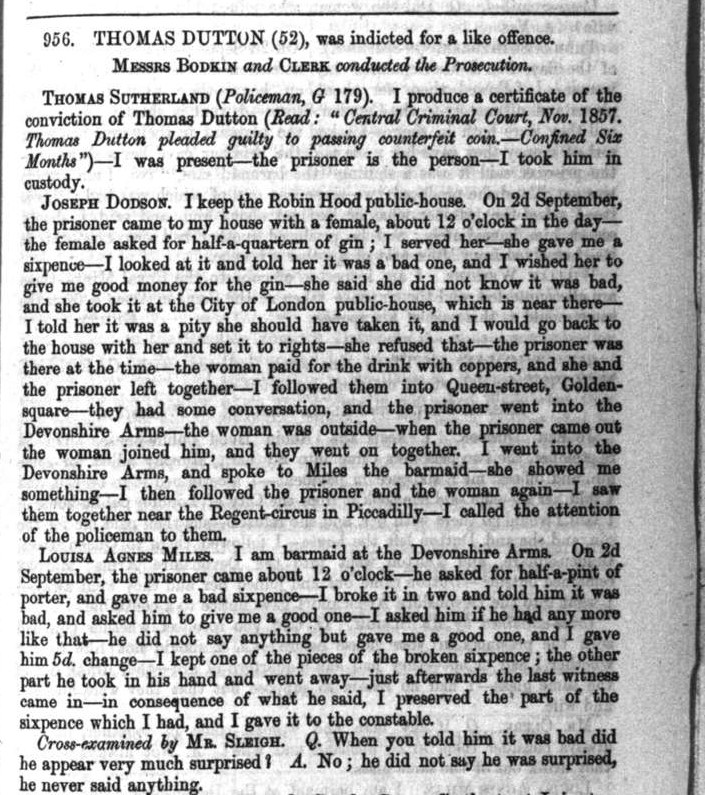 956. THOMAS DUTTON (52), was indicted for a like offence.
MESSRS BODKIN and CLERK conducted the Prosecution.
THOMAS SUTHERLAND (Policeman, G 179). I produce a certificate of the
conviction of Thomas Dutton (Read: "Central Criminal Court, Nov. 1857.
Thomas Dutton pleaded guilty to passing counterfeit coin.—Confined Six
Months")—I was present—the prisoner is the person—I took him in
custody.
JOSEPH DODSON. I keep the Robin Hood public-house. On 2d September,
the prisoner came to my house with a female, about 12 o'clock in the day—
the female asked for half-a-quartern of gin; I served her—she gave me a
sixpence—I looked at it and told her it was a bad one, and I wished her to
give me good money for the gin—she said she did not know it was bad,
and she took it at the City of London public-house, which is near there—
I told her it was a pity she should have taken it, and I would go back to
the house with her and set it to rights—she refused that—the prisoner was
there at the time—the woman paid for the drink with coppers, and she and
the prisoner left together—I followed them into Queen-street, Golden-
square—they had some conversation, and the prisoner went into the
Devonshire Arms—the woman was outside—when the prisoner came out
the woman joined him, and they went on together. I went into the
Devonshire Arms, and spoke to Miles the barmaid—she showed me
something—I then followed the prisoner and the woman again—I saw
them together near the Regent-circus in Piccadilly—I called the attention
of the policeman to them.
LOUISA AGNES MILES. I am barmaid at the Devonshire Arms. On 2d
September, the prisoner came about 12 o'clock—he asked for half-a-pint of
porter, and gave me a bad sixpence—I broke it in two and told him it was
bad, and asked him to give me a good one—I asked him if he had any more
like that—he did not say anything but gave me a good one, and I gave
him 5d. change—I kept one of the pieces of the broken sixpence; the other
part he took in his hand and went away—just afterwards the last witness
came in—in consequence of what he said, I preserved the part of the
sixpence which I had, and I gave it to the constable.
Cross-examined by MR. SLEIGH. Q. When you told him it was bad did
he appear very much surprised? A. No; he did not say he was surprised,
he never said anything.